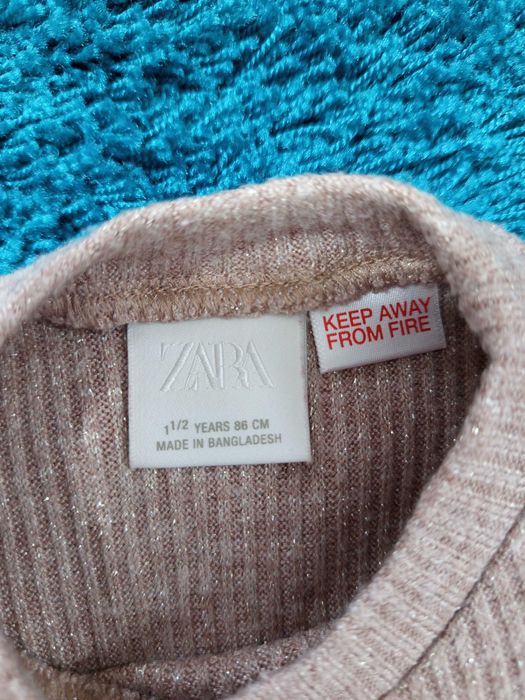 ZARA
1 1/2 YEARS 86 CM
MADE IN BANGLADESH
KEEP AWAY
FROM FIRE